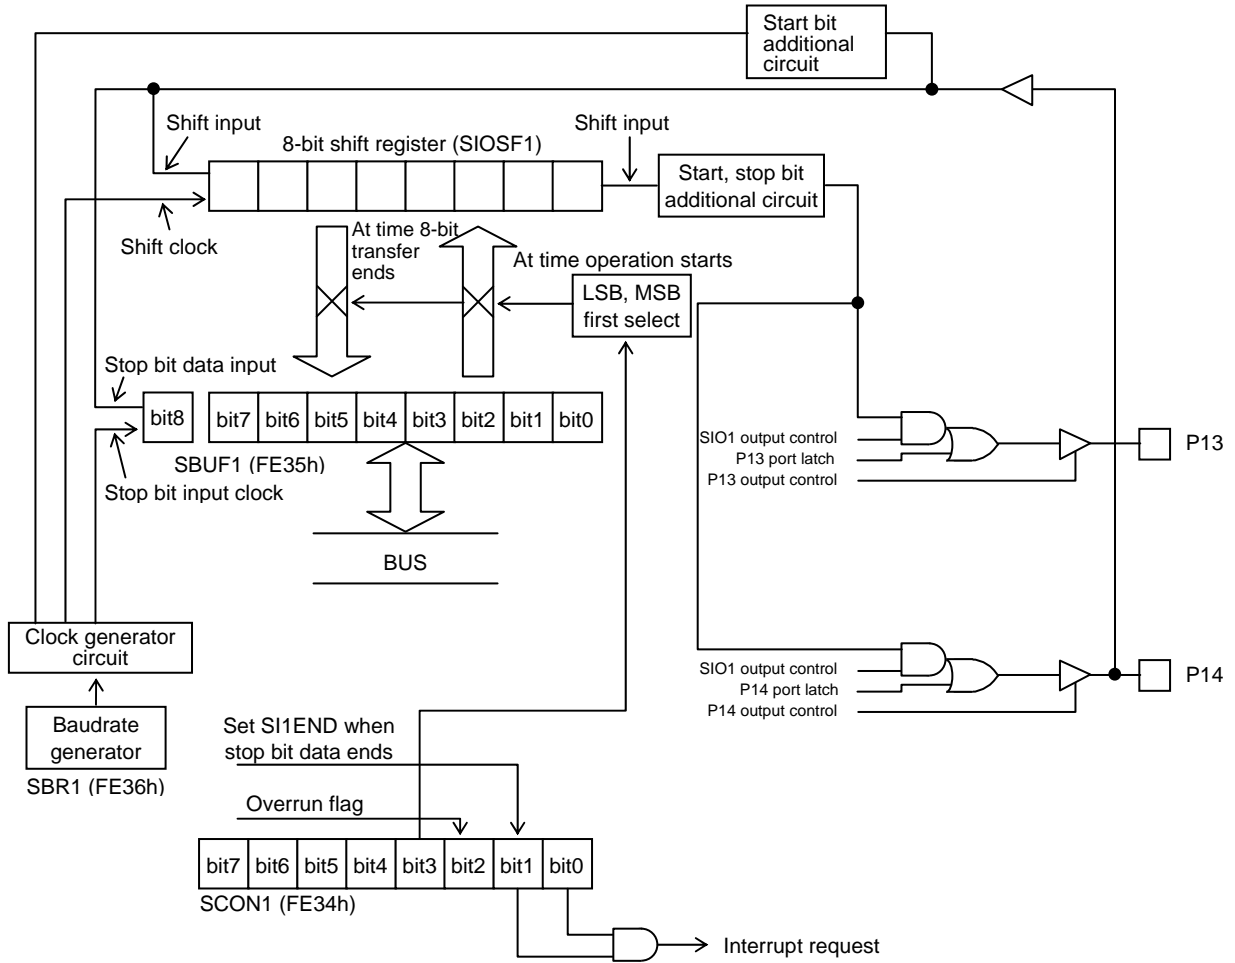 Start bit
additional
circuit
Shift input
Shift input
8-bit shift register (SIOSF1)
Start, stop bit
additional circuit
Shift clock
At time 8-bit
transfer
ends
At time operation starts
LSB, MSB
first select
Stop bit data input
bit8
bit7 bit6 bit5 bit4 bit3 bit2 bit1 bit0
SBUF1 (FE35h)
Stop bit input clock
BUS
SIO1 output control
P13 port latch
P13 output control
P13
Clock generator
circuit
SIO1 output control
P14 port latch
P14 output control
P14
Baudrate
generator
SBR1 (FE36h)
Set SI1END when
stop bit data ends
Overrun flag
bit7 bit6 bit5 bit4 bit3 bit2 bit1 bit0
SCON1 (FE34h)
Interrupt request